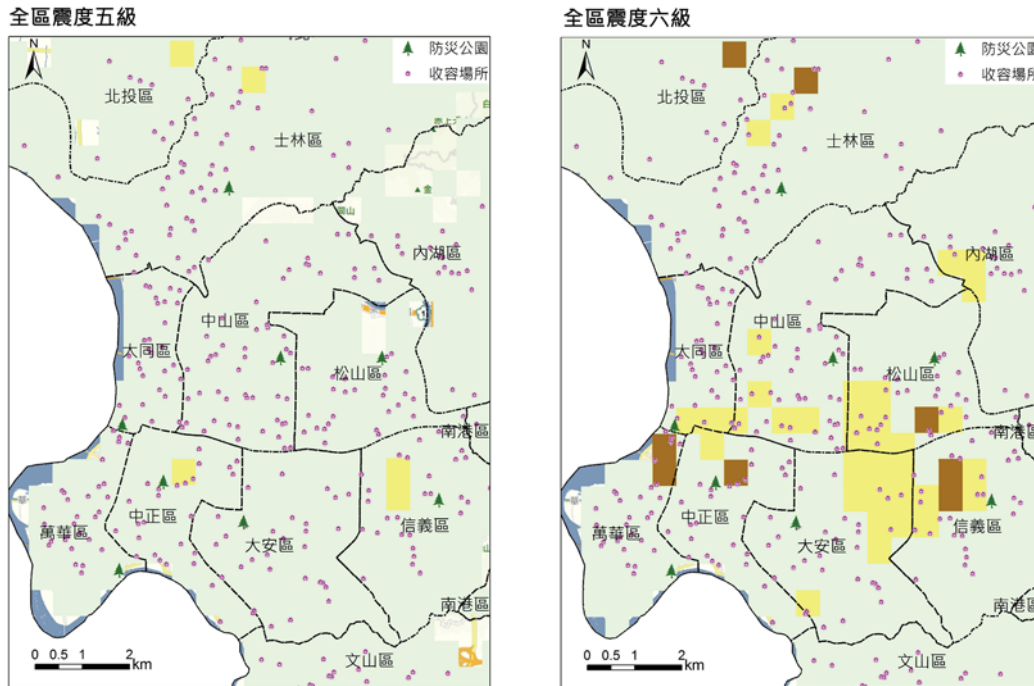 全區震度五級
N
防災公園
收容場所
北投區
士林區
內湖區
中山區
大同區
松山區
南港區
中正區
萬華區
大安區
信義區
南港區
文山區
0 0.5 1 2
km
全區震度六級
N
防災公園
收容場所
北投區
士林區
內湖區
中山區
大同區
松山區
南港區
中正區
萬華區
大安區
信義區
南港區
文山區
0 0.5 1 2
km